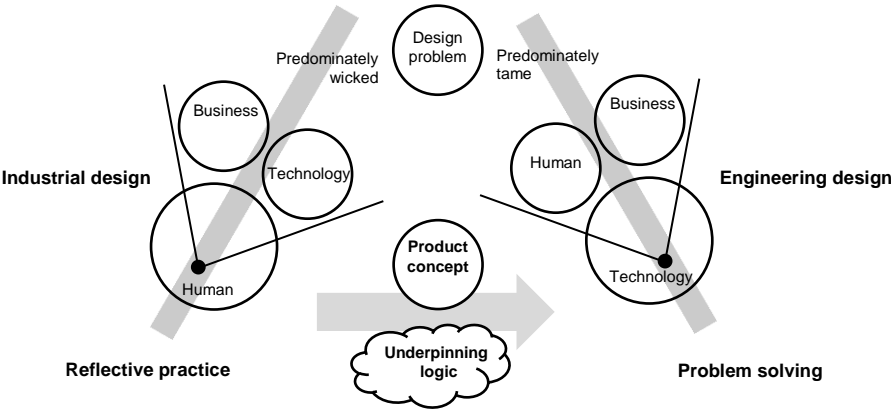 Design
problem
Predominately
wicked
Predominately
tame
Business
Technology
Human
Industrial design
Business
Human
Technology
Engineering design
Product
concept
Underpinning
logic
Reflective practice
Problem solving